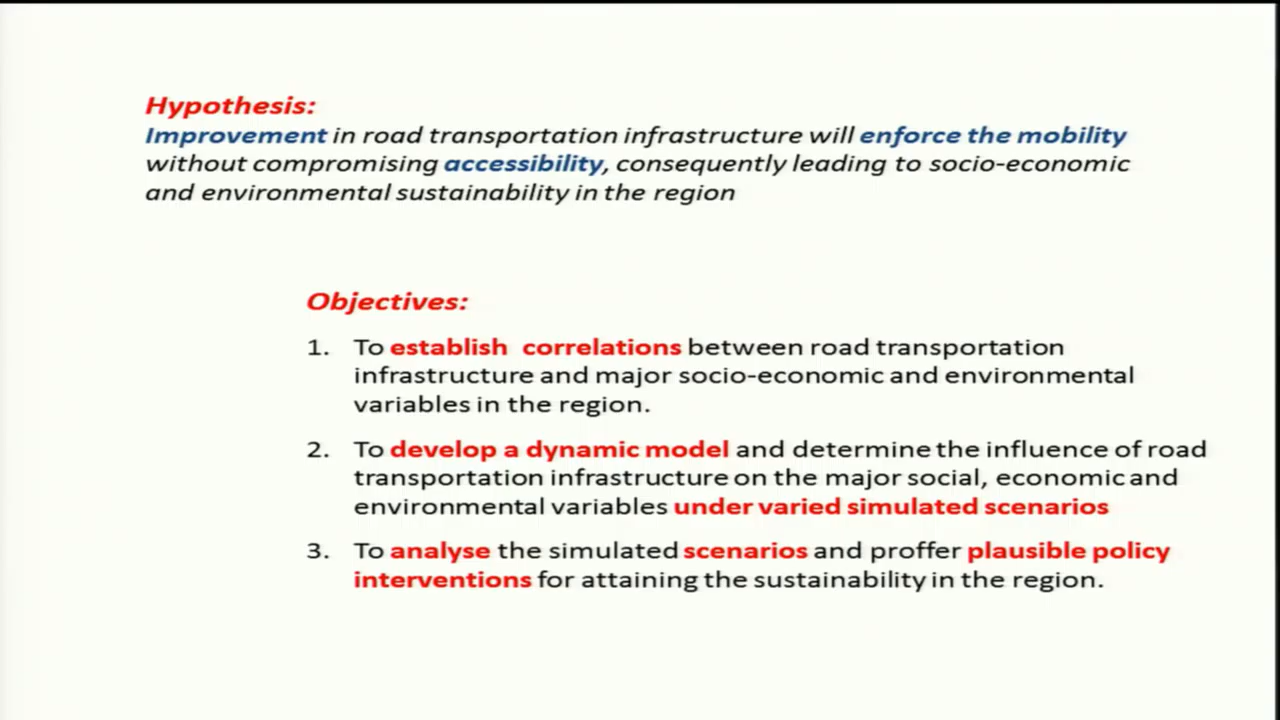 Hypothesis:
Improvement in road transportation infrastructure will enforce the mobility
without compromising accessibility, consequently leading to socio-economic
and environmental sustainability in the region
Objectives:
1. To establish correlations between road transportation
infrastructure and major socio-economic and environmental
variables in the region.
2. To develop a dynamic model and determine the influence of road
transportation infrastructure on the major social, economic and
environmental variables under varied simulated scenarios
3. To analyse the simulated scenarios and proffer plausible policy
interventions for attaining the sustainability in the region.